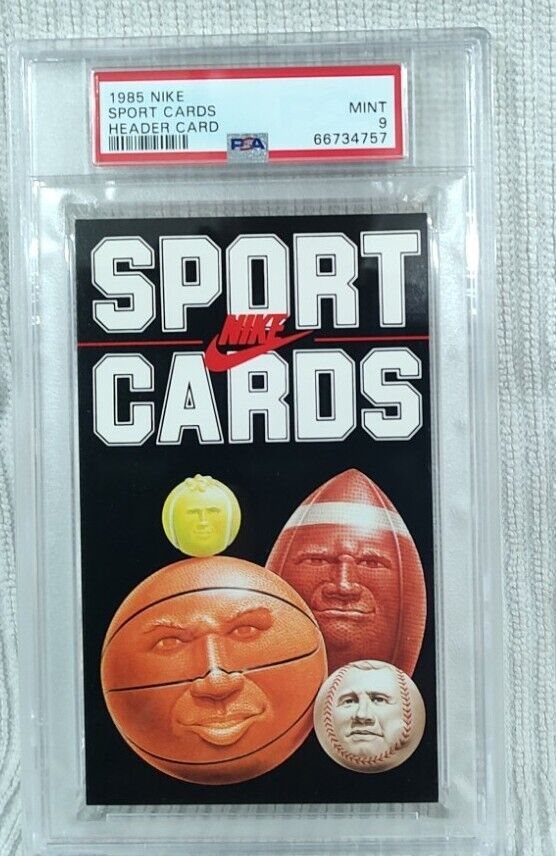 1985 NIKE
SPORT CARDS
HEADER CARD
MINT
9
PSA
66734757
SPORT
NIKE
CARDS